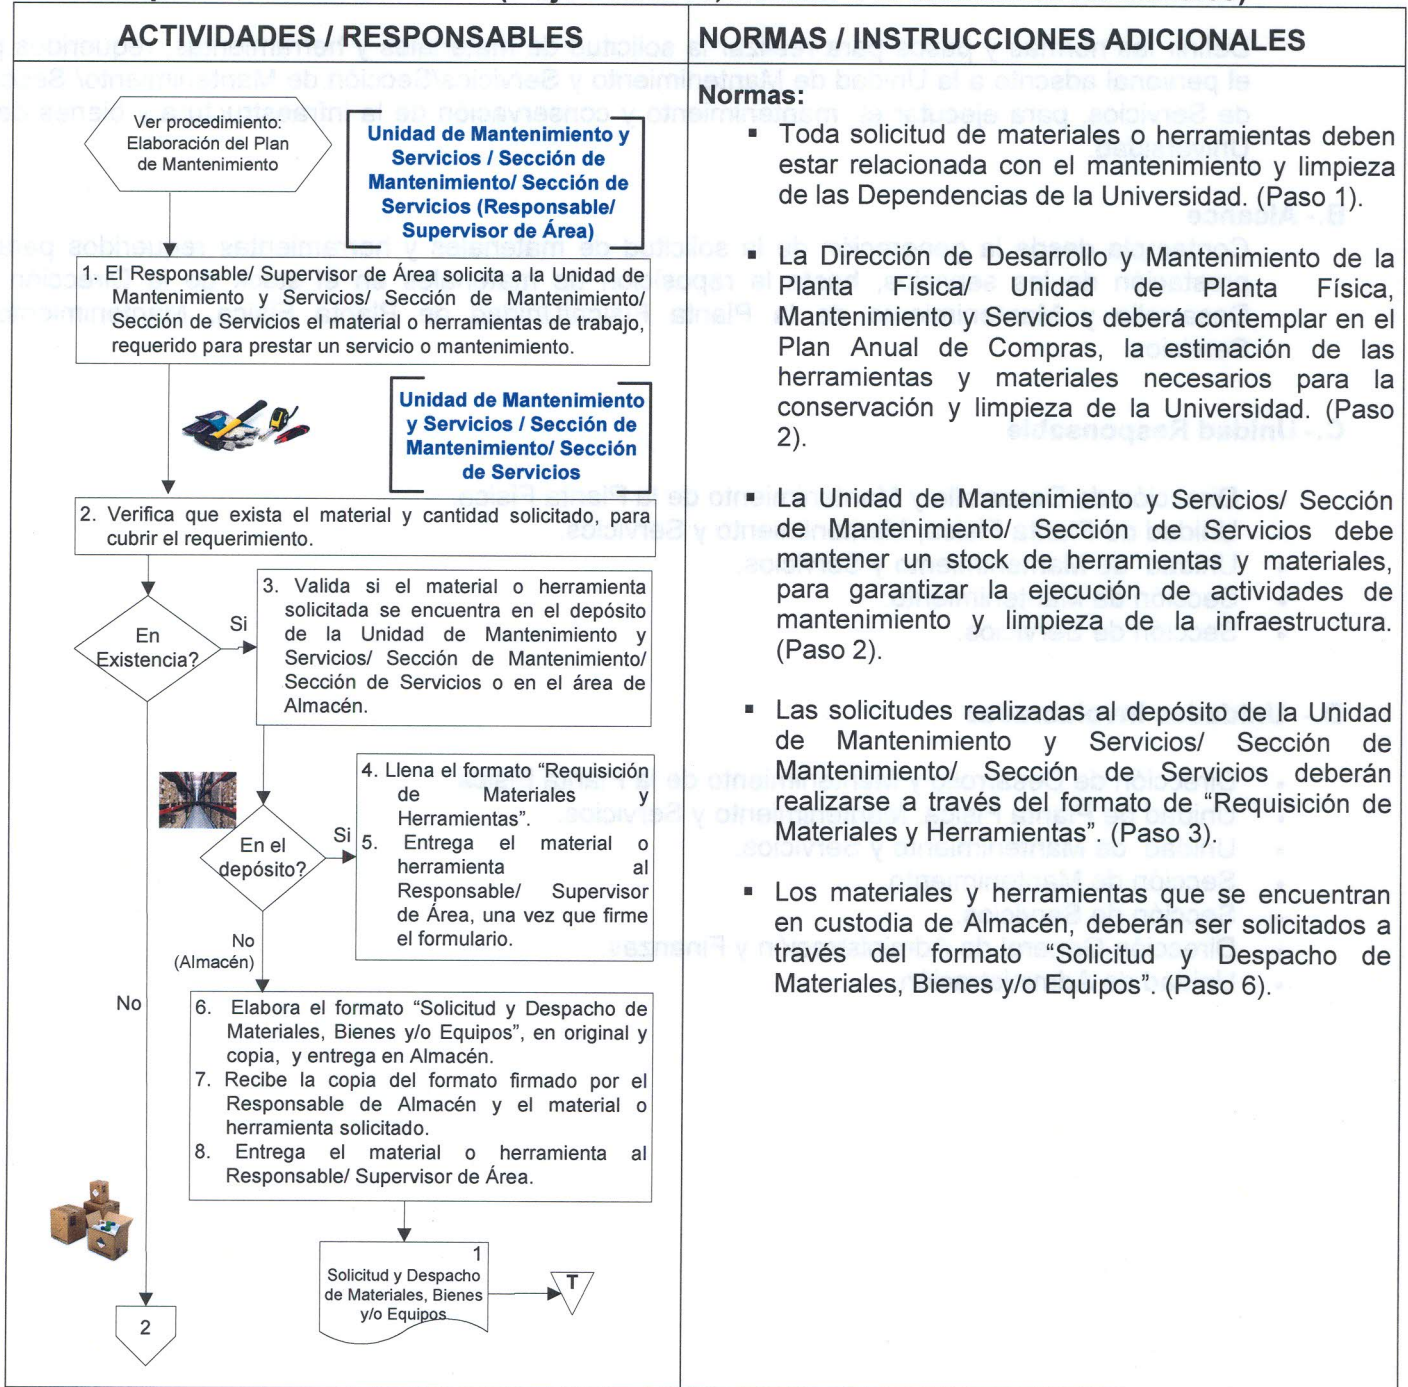 ACTIVIDADES / RESPONSABLES
Ver procedimiento:
Elaboración del Plan
de Mantenimiento
Unidad de Mantenimiento y
Servicios / Sección de
Mantenimiento/ Sección de
Servicios (Responsable/
Supervisor de Área)
1. El Responsable/ Supervisor de Área solicita a la Unidad de
Mantenimiento y Servicios/ Sección de Mantenimiento/
Sección de Servicios el material o herramientas de trabajo,
requerido para prestar un servicio o mantenimiento.
Unidad de Mantenimiento
y Servicios / Sección de
Mantenimiento/ Sección
de Servicios
2. Verifica que exista el material y cantidad solicitado, para
cubrir el requerimiento.
En
Existencia?
Si
3. Valida si el material o herramienta
solicitada se encuentra en el depósito
de la Unidad de Mantenimiento y
Servicios/ Sección de Mantenimiento/
Sección de Servicios o en el área de
Almacén.
En el
depósito?
Si
4. Llena el formato “Requisición
de Materiales y
Herramientas”.
5. Entrega el material o
herramienta al
Responsable/ Supervisor
de Área, una vez que firme
el formulario.
No
(Almacén)
No
6. Elabora el formato “Solicitud y Despacho de
Materiales, Bienes y/o Equipos”, en original y
copia, y entrega en Almacén.
7. Recibe la copia del formato firmado por el
Responsable de Almacén y el material o
herramienta solicitado.
8. Entrega el material o herramienta al
Responsable/ Supervisor de Área.
1
Solicitud y Despacho
de Materiales, Bienes
y/o Equipos
T
2
NORMAS / INSTRUCCIONES ADICIONALES
Normas:
▪ Toda solicitud de materiales o herramientas deben
estar relacionada con el mantenimiento y limpieza
de las Dependencias de la Universidad. (Paso 1).
▪ La Dirección de Desarrollo y Mantenimiento de la
Planta Física/ Unidad de Planta Física,
Mantenimiento y Servicios deberá contemplar en el
Plan Anual de Compras, la estimación de las
herramientas y materiales necesarios para la
conservación y limpieza de la Universidad. (Paso
2).
▪ La Unidad de Mantenimiento y Servicios/ Sección
de Mantenimiento/ Sección de Servicios debe
mantener un stock de herramientas y materiales,
para garantizar la ejecución de actividades de
mantenimiento y limpieza de la infraestructura.
(Paso 2).
▪ Las solicitudes realizadas al depósito de la Unidad
de Mantenimiento y Servicios/ Sección de
Mantenimiento/ Sección de Servicios deberán
realizarse a través del formato de “Requisición de
Materiales y Herramientas”. (Paso 3).
▪ Los materiales y herramientas que se encuentran
en custodia de Almacén, deberán ser solicitados a
través del formato “Solicitud y Despacho de
Materiales, Bienes y/o Equipos”. (Paso 6).